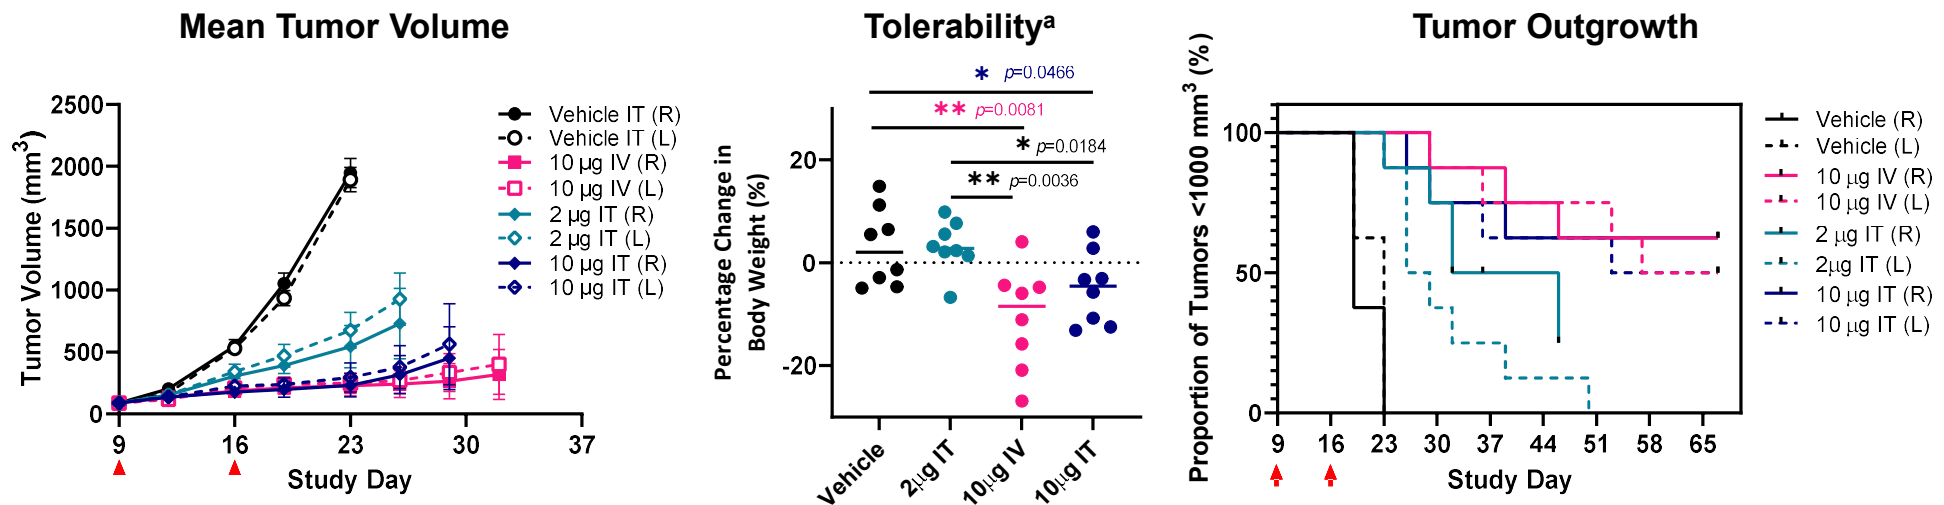 Mean Tumor Volume
Tumor Volume (mm³)
2500
2000
1500
1000
500
0
9
16
23
30
37
Study Day
Vehicle IT (R)
Vehicle IT (L)
10 µg IV (R)
10 µg IV (L)
2 µg IT (R)
2 µg IT (L)
10 µg IT (R)
10 µg IT (L)
Tolerabilityᵃ
Percentage Change in
Body Weight (%)
* p=0.0466
** p=0.0081
* p=0.0184
** p=0.0036
20
0
-20
Vehicle
2µg IT
10µg IV
10µg IT
Tumor Outgrowth
Proportion of Tumors <1000 mm³ (%)
100
50
0
9
16
23
30
37
44
51
58
65
Study Day
Vehicle (R)
Vehicle (L)
10 µg IV (R)
10 µg IV (L)
2 µg IT (R)
2µg IT (L)
10 µg IT (R)
10 µg IT (L)